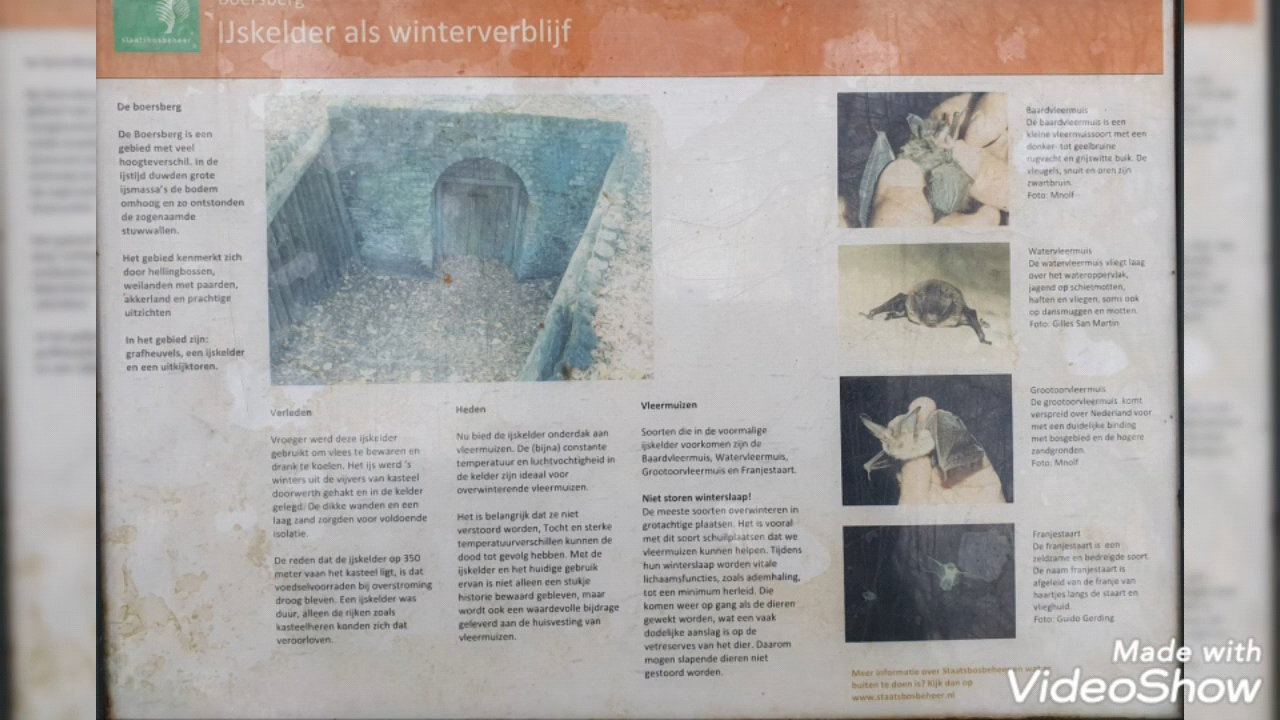 Boersberg
IJskelder als winterverblijf
staatsbosbeheer
De boersberg
De Boersberg is een
gebied met veel
hoogteverschil. In de
ijstijd duwden grote
ijsmassa's de bodem
omhoog en zo ontstonden
de zogenaamde
stuwwallen.
Het gebied kenmerkt zich
door hellingbossen,
weilanden met paarden,
akkerland en prachtige
uitzichten
In het gebied zijn:
grafheuvels, een ijskelder
en een uitkijktoren.
Verleden
Vroeger werd deze ijskelder
gebruikt om vlees te bewaren en
drank te koelen. Het ijs werd 's
winters uit de vijvers van kasteel
doorwerth gehakt en in de kelder
gelegd. De dikke wanden en een
laag zand zorgden voor voldoende
isolatie.
De reden dat de ijskelder op 350
meter vaan het kasteel ligt, is dat
voedselvoorraden bij overstroming
droog bleven. Een ijskelder was
duur, alleen de rijken zoals
kasteelheren konden zich dat
veroorloven.
Heden
Nu bied de ijskelder onderdak aan
vleermuizen. De (bijna) constante
temperatuur en luchtvochtigheid in
de kelder zijn ideaal voor
overwinterende vleermuizen.
Het is belangrijk dat ze niet
verstoord worden, Tocht en sterke
temperatuurverschillen kunnen de
dood tot gevolg hebben. Met de
ijskelder en het huidige gebruik
ervan is niet alleen een stukje
historie bewaard gebleven, maar
wordt ook een waardevolle bijdrage
geleverd aan de huisvesting van
vleermuizen.
Vleermuizen
Soorten die in de voormalige
ijskelder voorkomen zijn de
Baardvleermuis, Watervleermuis,
Grootoorvleermuis en Franjestaart.
Niet storen winterslaap!
De meeste soorten overwinteren in
grotachtige plaatsen. Het is vooral
met dit soort schuilplaatsen dat we
vleermuizen kunnen helpen. Tijdens
hun winterslaap worden vitale
lichaamsfuncties, zoals ademhaling,
tot een minimum herleid. Die
komen weer op gang als de dieren
gewekt worden, wat een vaak
dodelijke aanslag is op de
vetreserves van het dier. Daarom
mogen slapende dieren niet
gestoord worden.
Baardvleermuis
De baardvleermuis is een
kleine vleermuissoort met een
donker- tot geelbruine
rugvacht en grijswitte buik. De
vleugels, snuit en oren zijn
zwartbruin.
Foto: Mnolf
Watervleermuis
De watervleermuis vliegt laag
over het wateroppervlak,
jagend op schietmotten,
haften en vliegen, soms ook
op dansmuggen en motten.
Foto: Gilles San Martin
Grootoorvleermuis
De grootoorvleermuis komt
verspreid over Nederland voor
met een duidelijke binding
met bosgebied en de hogere
zandgronden.
Foto: Mnolf
Franjestaart
De franjestaart is een
zeldzame en bedreigde soort.
De naam franjestaart is
afgeleid van de franje van
haartjes langs de staart en
vlieghuid.
Foto: Guido Gerding
Meer informatie over Staatsbosbeheer en wat er
buiten te doen is? Kijk dan op
www.staatsbosbeheer.nl
Made with
VideoShow